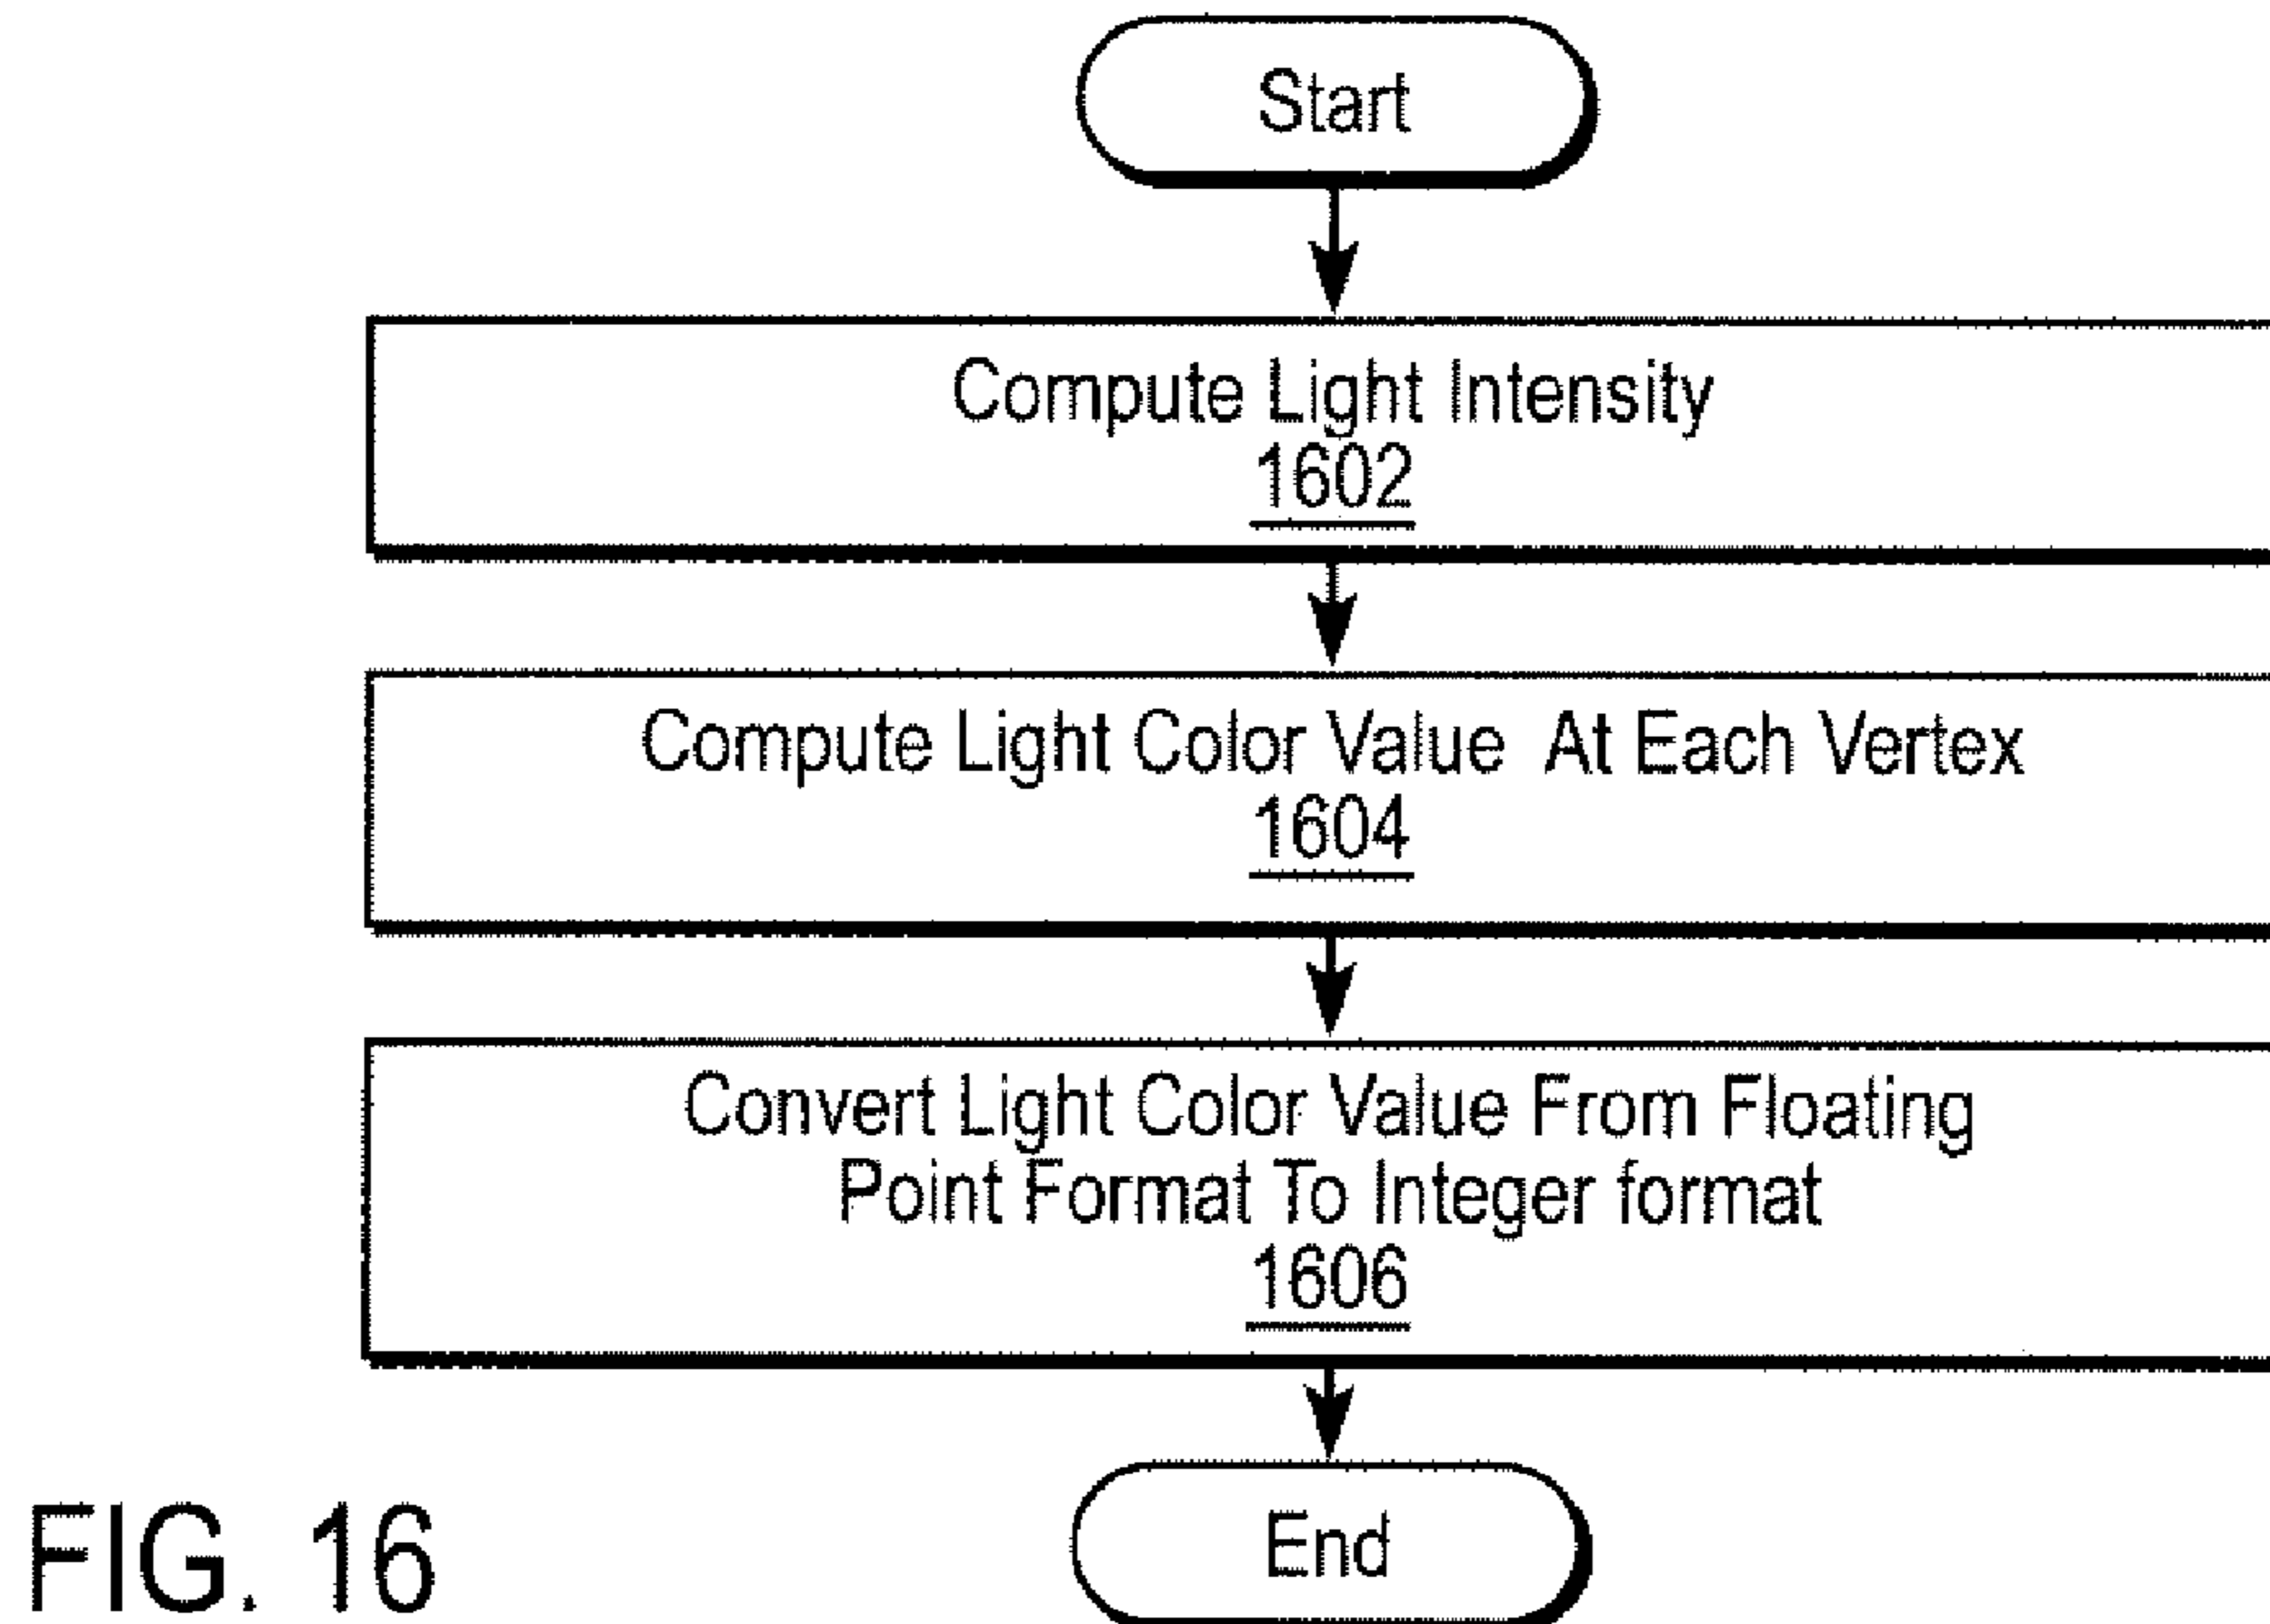 Start
Compute Light Intensity
1602
Compute Light Color Value At Each Vertex
1604
Convert Light Color Value From Floating
Point Format To Integer format
1606
End
FIG. 16